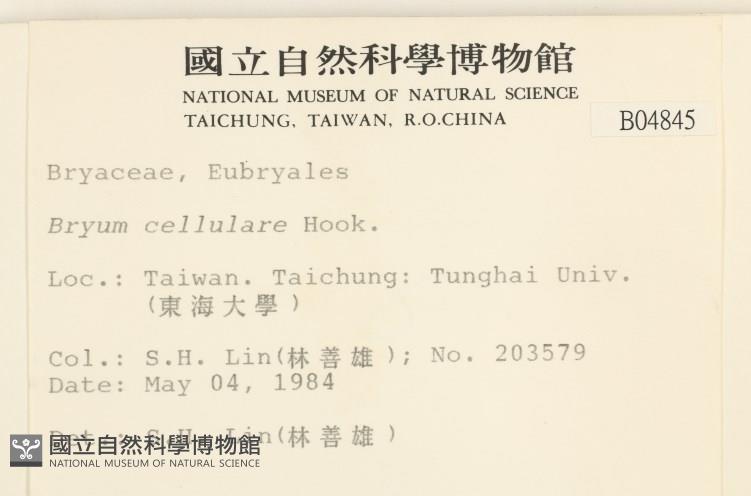 國立自然科學博物館
NATIONAL MUSEUM OF NATURAL SCIENCE
TAICHUNG, TAIWAN, R.O.CHINA
B04845
Bryaceae, Eubryales
Bryum cellulare Hook.
Loc.: Taiwan. Taichung: Tunghai Univ.
(東海大學)
Col.: S.H. Lin(林善雄); No. 203579
Date: May 04, 1984
Det.: S.H. Lin(林善雄)
國立自然科學博物館
NATIONAL MUSEUM OF NATURAL SCIENCE